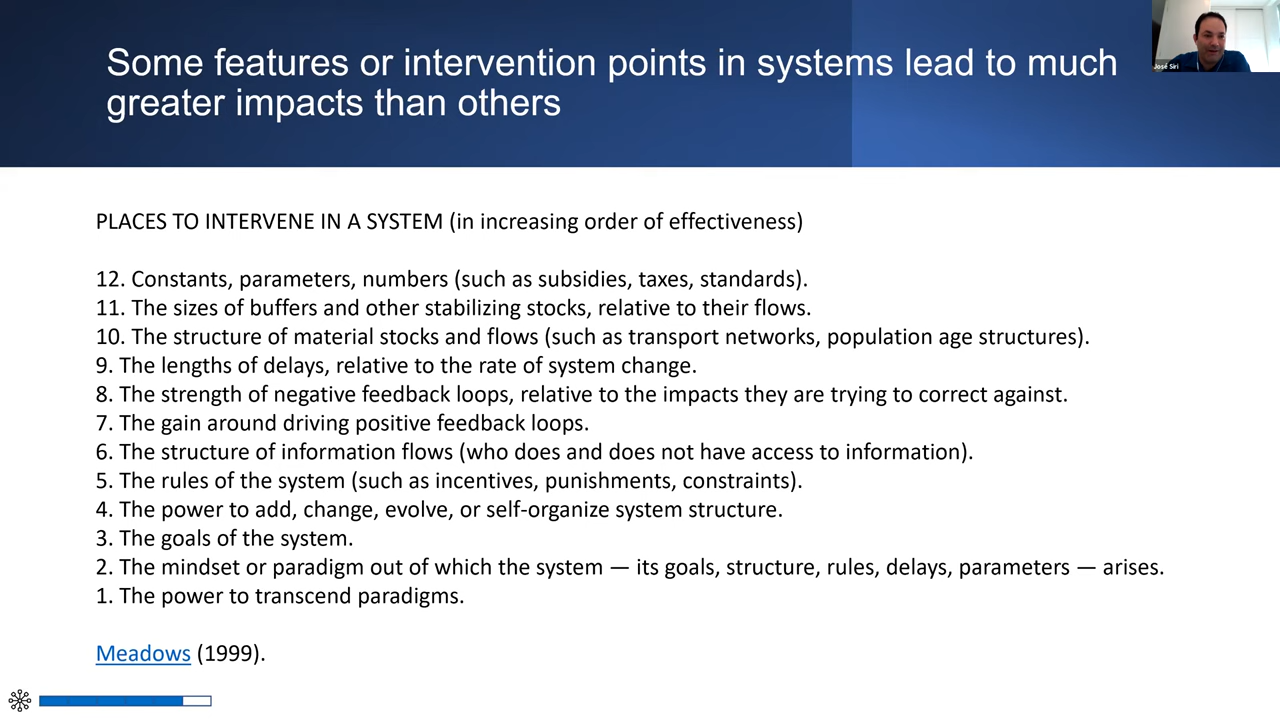 Some features or intervention points in systems lead to much
greater impacts than others
José Siri
PLACES TO INTERVENE IN A SYSTEM (in increasing order of effectiveness)
12. Constants, parameters, numbers (such as subsidies, taxes, standards).
11. The sizes of buffers and other stabilizing stocks, relative to their flows.
10. The structure of material stocks and flows (such as transport networks, population age structures).
9. The lengths of delays, relative to the rate of system change.
8. The strength of negative feedback loops, relative to the impacts they are trying to correct against.
7. The gain around driving positive feedback loops.
6. The structure of information flows (who does and does not have access to information).
5. The rules of the system (such as incentives, punishments, constraints).
4. The power to add, change, evolve, or self-organize system structure.
3. The goals of the system.
2. The mindset or paradigm out of which the system — its goals, structure, rules, delays, parameters — arises.
1. The power to transcend paradigms.
Meadows (1999).